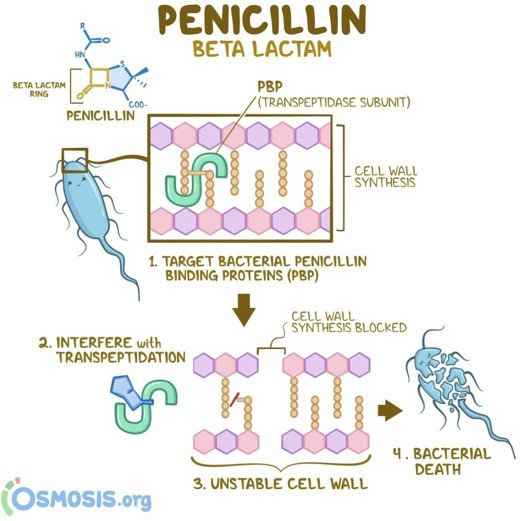 PENICILLIN
BETA LACTAM
R
O
HN
S
N
O
COO-
BETA LACTAM
RING
PENICILLIN
PBP
(TRANSPEPTIDASE SUBUNIT)
CELL WALL
SYNTHESIS
1. TARGET BACTERIAL PENICILLIN
BINDING PROTEINS (PBP)
CELL WALL
SYNTHESIS BLOCKED
2. INTERFERE with
TRANSPEPTIDATION
3. UNSTABLE CELL WALL
4. BACTERIAL
DEATH
OSMOSIS.org